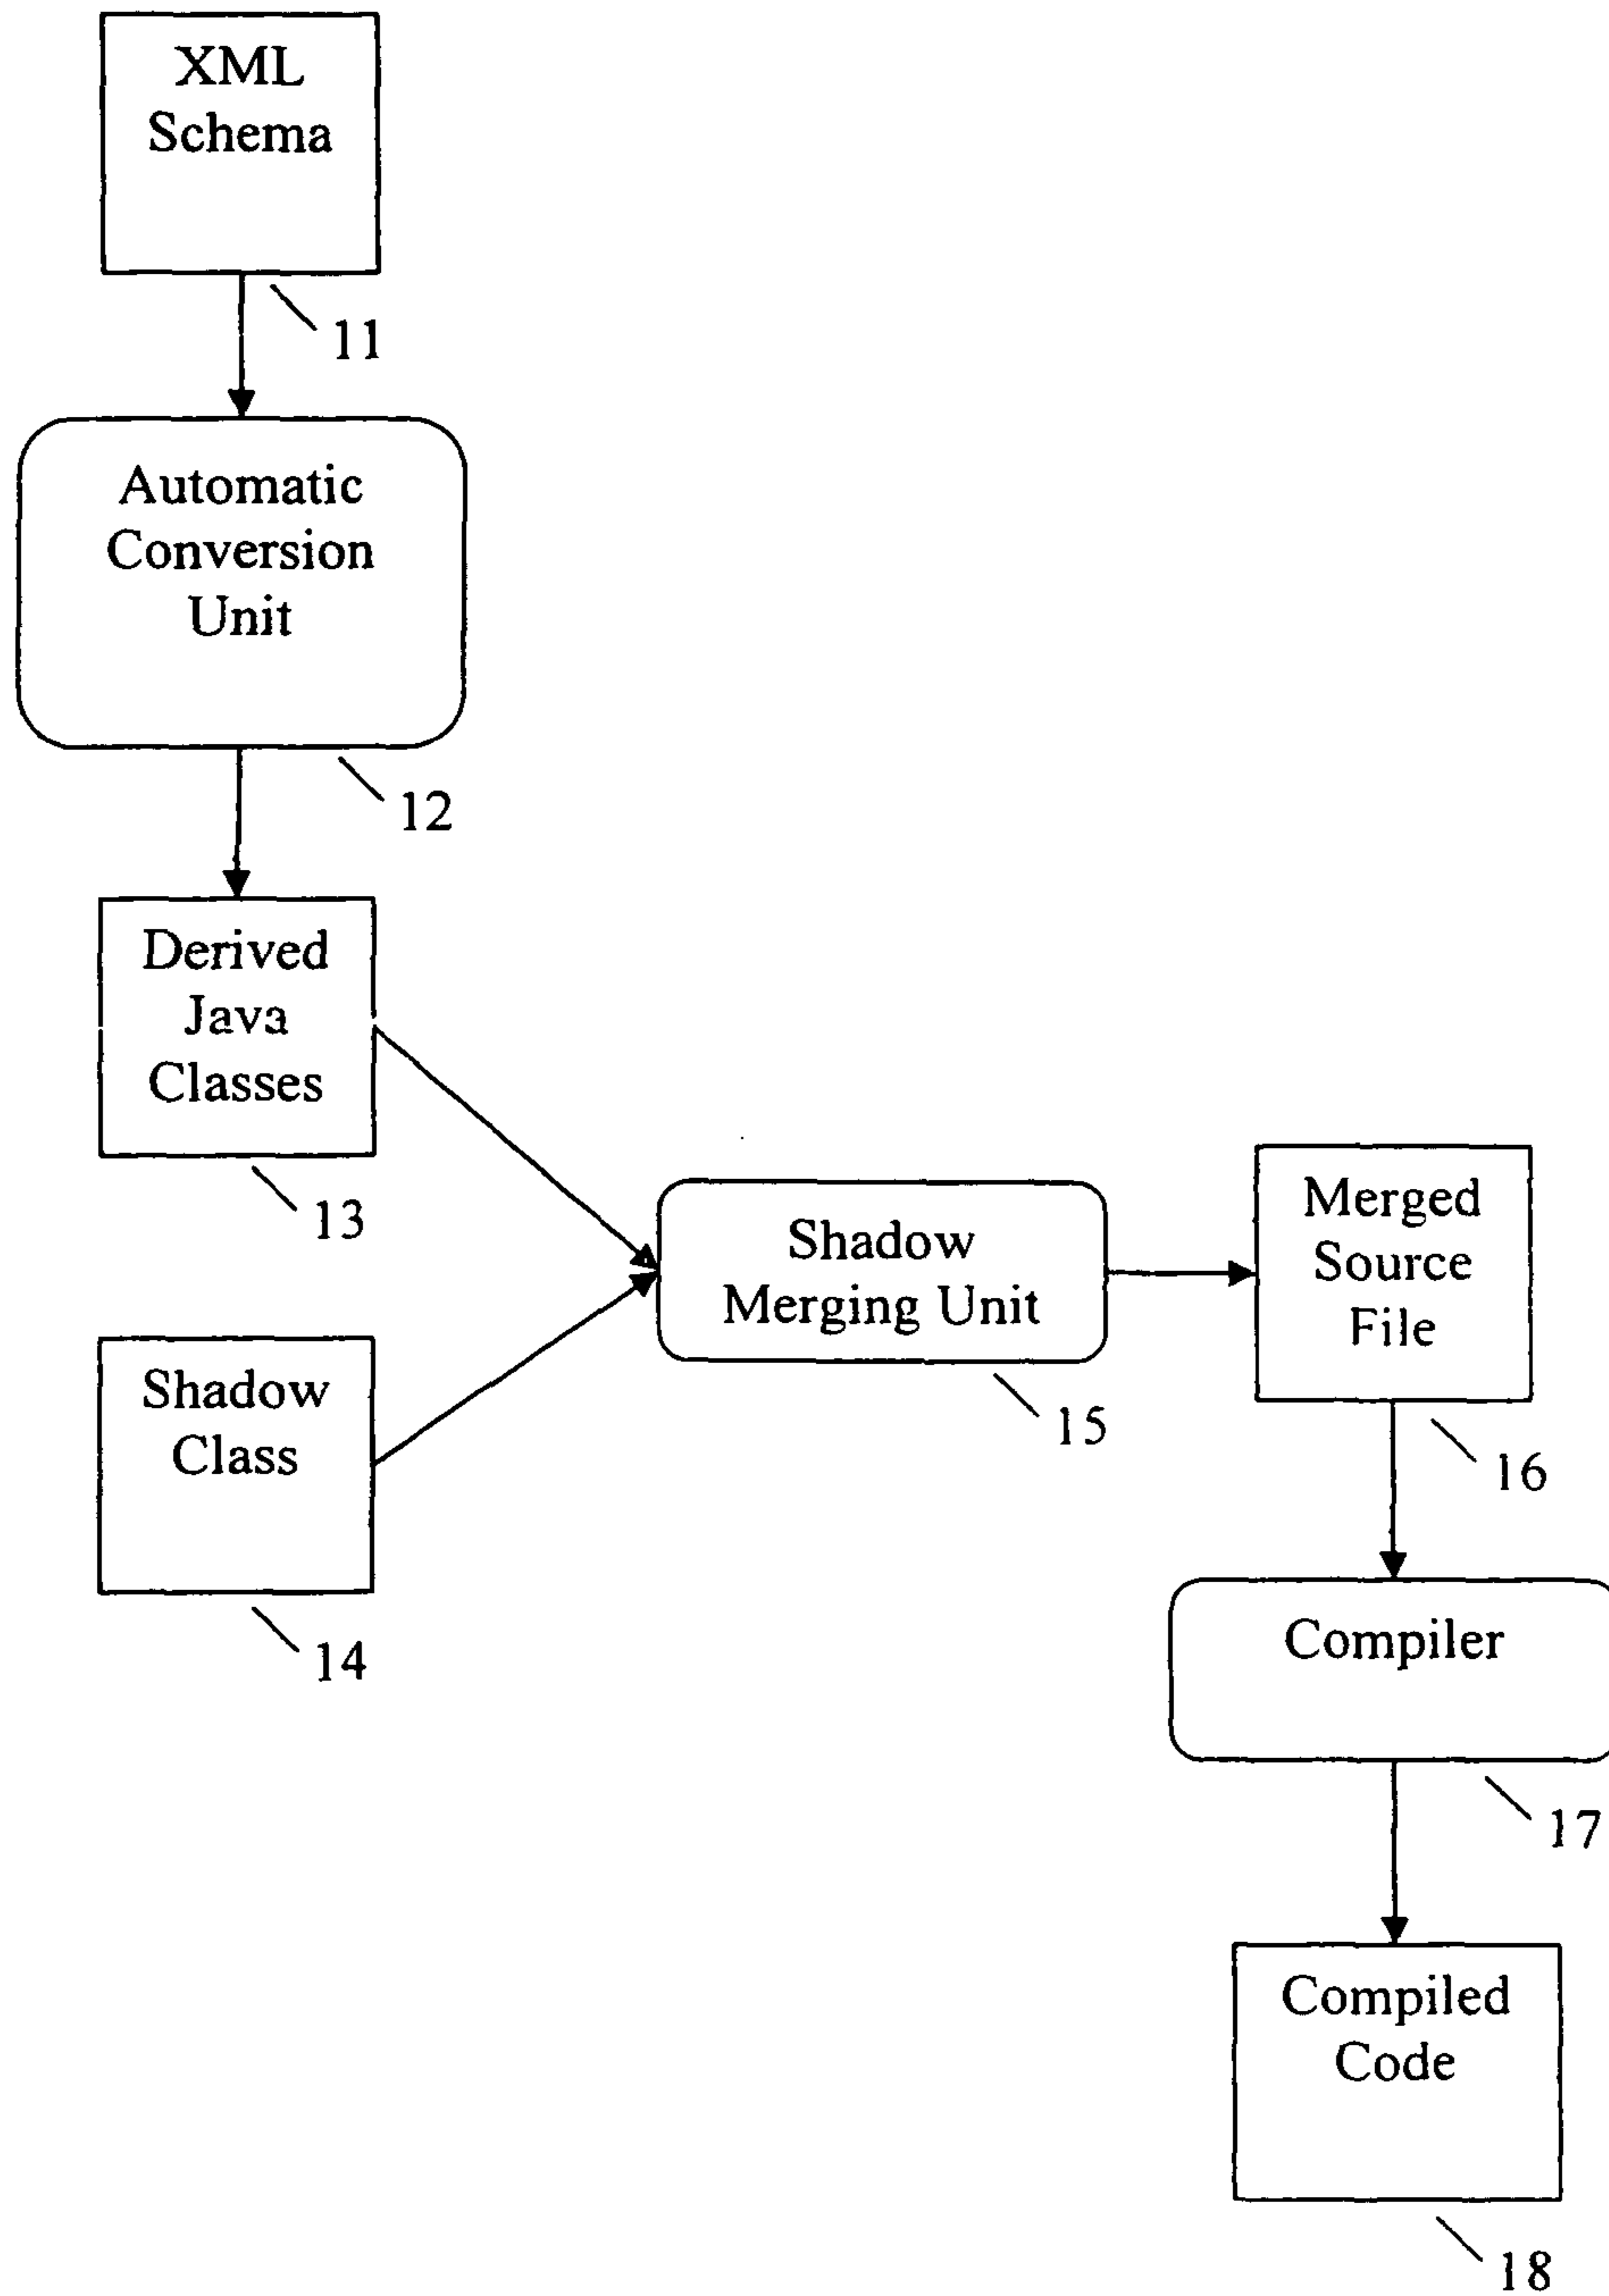 XML
Schema
11
Automatic
Conversion
Unit
12
Derived
Java
Classes
13
Shadow
Class
14
Shadow
Merging Unit
15
Merged
Source
File
16
Compiler
17
Compiled
Code
18